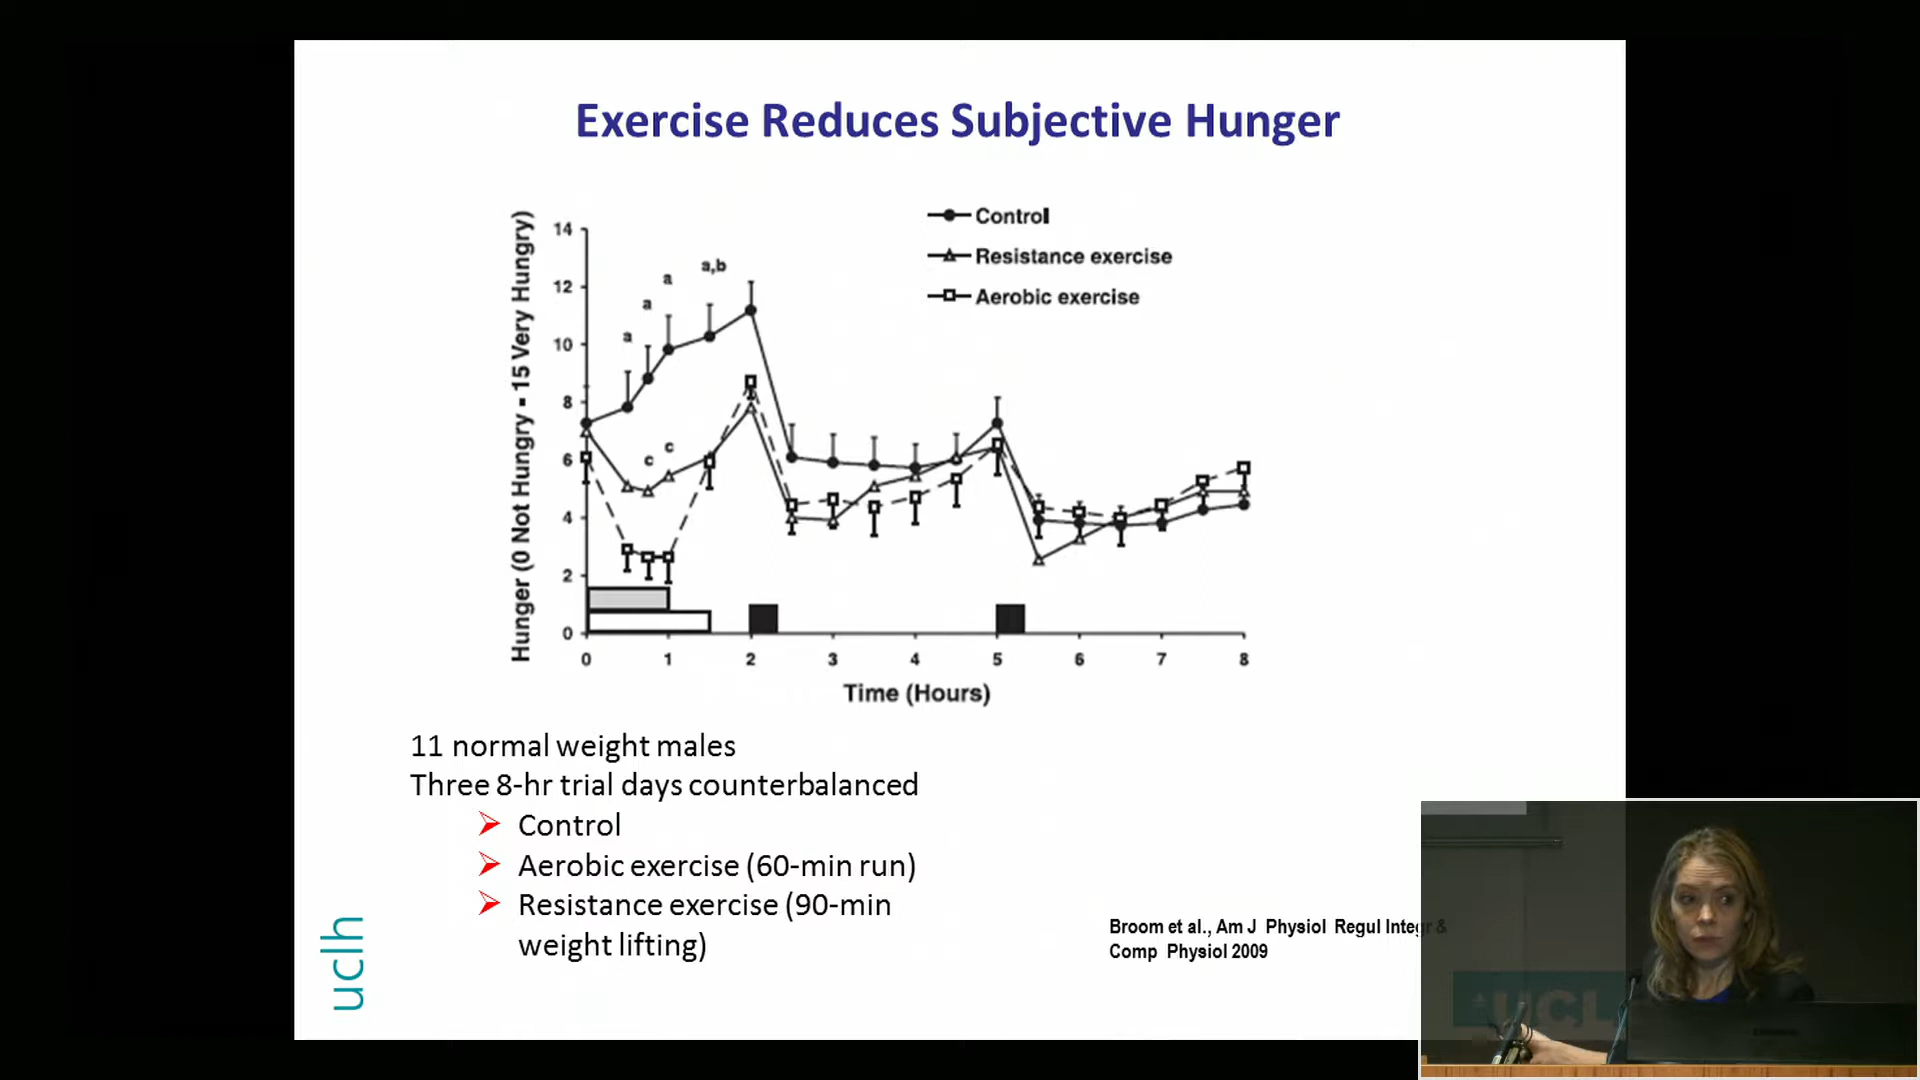 Exercise Reduces Subjective Hunger
Hunger (0 Not Hungry - 15 Very Hungry)
14
12
10
8
6
4
2
0
a
a
a
a,b
c
c
Control
Resistance exercise
Aerobic exercise
0 1 2 3 4 5 6 7 8
Time (Hours)
11 normal weight males
Three 8-hr trial days counterbalanced
Control
Aerobic exercise (60-min run)
Resistance exercise (90-min
weight lifting)
Broom et al., Am J Physiol Regul Integr &
Comp Physiol 2009
uclh
UCL